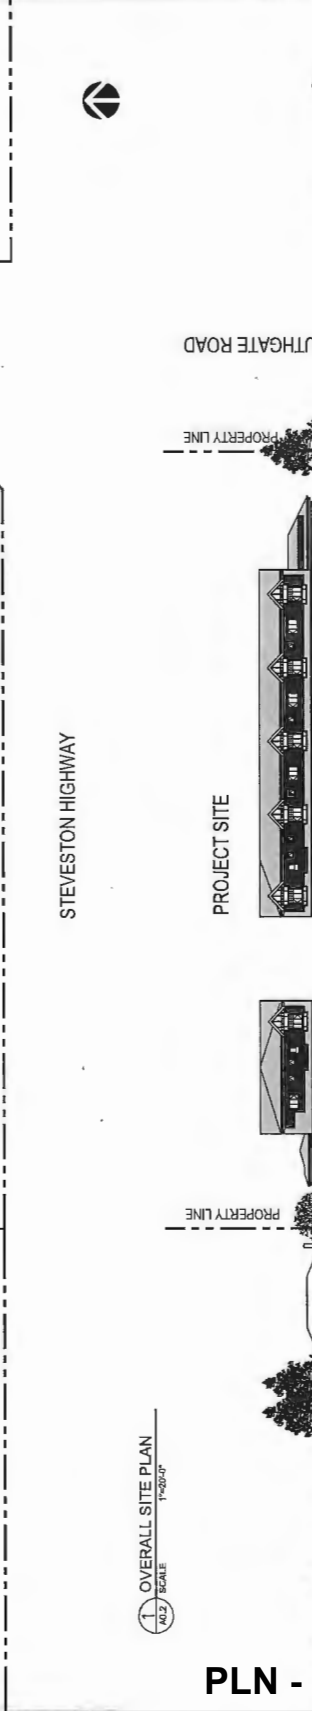 UTHGATE ROAD
PROPERTY LINE
STEVESTON HIGHWAY
PROJECT SITE
PROPERTY LINE
1 OVERALL SITE PLAN
A0.2 SCALE 1"=20'-0"
PLN -